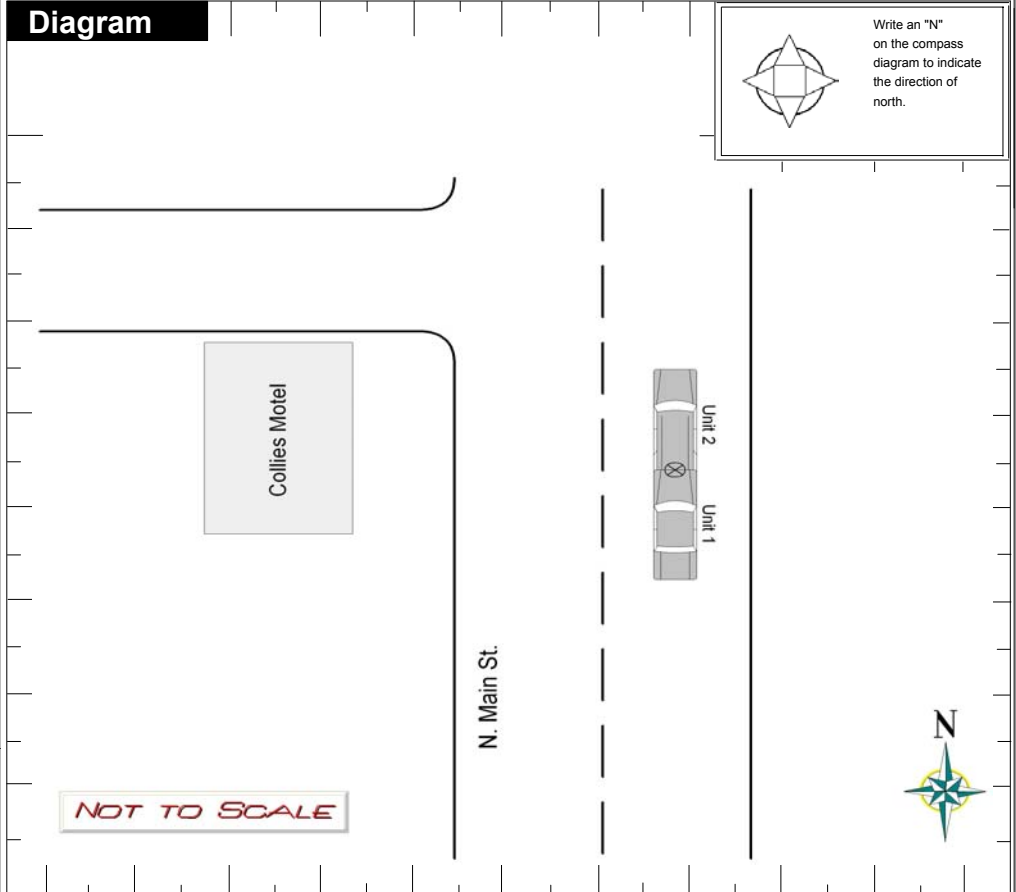 Diagram
Write an "N"
on the compass
diagram to indicate
the direction of
north.
Collies Motel
Unit 2
Unit 1
N. Main St.
N
NOT TO SCALE